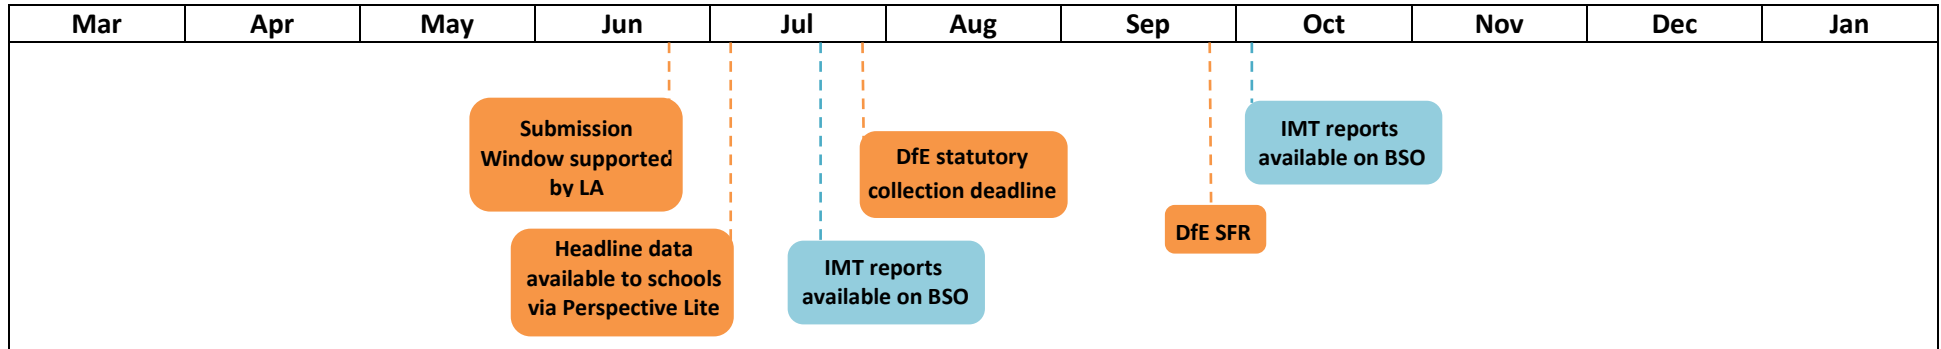 Mar Apr May Jun Jul Aug Sep Oct Nov Dec Jan
Submission
Window supported
by LA
Headline data
available to schools
via Perspective Lite
IMT reports
available on BSO
DfE statutory
collection deadline
DfE SFR
IMT reports
available on BSO